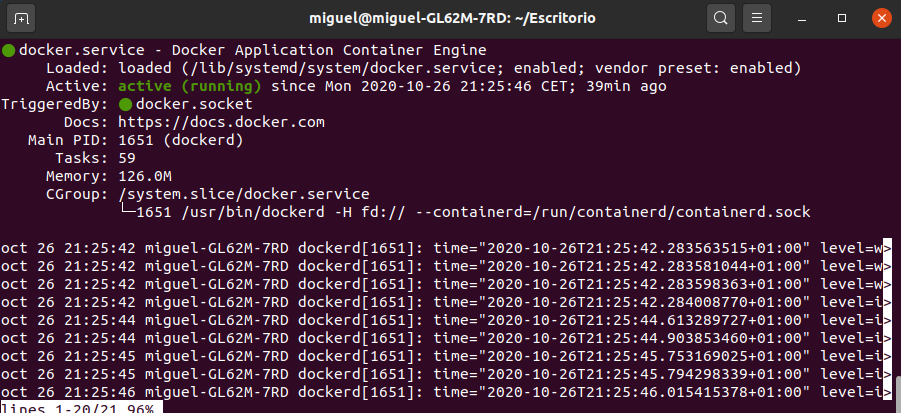 miguel@miguel-GL62M-7RD: ~/Escritorio
docker.service - Docker Application Container Engine
Loaded: loaded (/lib/systemd/system/docker.service; enabled; vendor preset: enabled)
Active: active (running) since Mon 2020-10-26 21:25:46 CET; 39min ago
TriggeredBy: docker.socket
Docs: https://docs.docker.com
Main PID: 1651 (dockerd)
Tasks: 59
Memory: 126.0M
CGroup: /system.slice/docker.service
└─1651 /usr/bin/dockerd -H fd:// --containerd=/run/containerd/containerd.sock
oct 26 21:25:42 miguel-GL62M-7RD dockerd[1651]: time="2020-10-26T21:25:42.283563515+01:00" level=w>
oct 26 21:25:42 miguel-GL62M-7RD dockerd[1651]: time="2020-10-26T21:25:42.283581044+01:00" level=w>
oct 26 21:25:42 miguel-GL62M-7RD dockerd[1651]: time="2020-10-26T21:25:42.283598363+01:00" level=w>
oct 26 21:25:42 miguel-GL62M-7RD dockerd[1651]: time="2020-10-26T21:25:42.284008770+01:00" level=i>
oct 26 21:25:44 miguel-GL62M-7RD dockerd[1651]: time="2020-10-26T21:25:44.613289727+01:00" level=i>
oct 26 21:25:44 miguel-GL62M-7RD dockerd[1651]: time="2020-10-26T21:25:44.903853460+01:00" level=i>
oct 26 21:25:45 miguel-GL62M-7RD dockerd[1651]: time="2020-10-26T21:25:45.753169025+01:00" level=i>
oct 26 21:25:45 miguel-GL62M-7RD dockerd[1651]: time="2020-10-26T21:25:45.794298339+01:00" level=i>
oct 26 21:25:46 miguel-GL62M-7RD dockerd[1651]: time="2020-10-26T21:25:46.015415378+01:00" level=i>
lines 1-20/21 96%